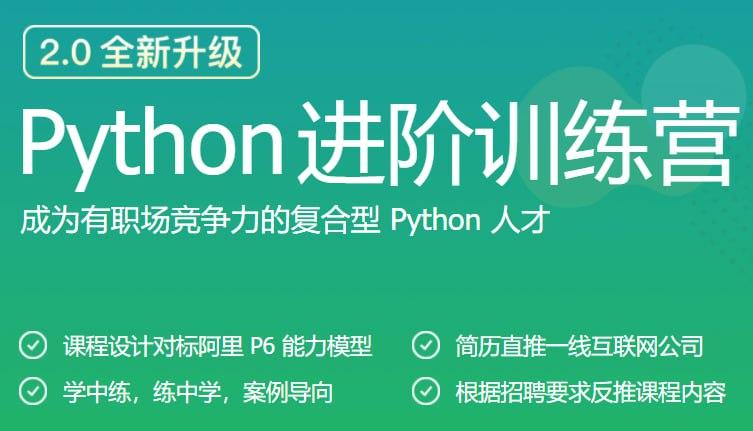 2.0 全新升级
Python 进阶训练营
成为有职场竞争力的复合型 Python 人才
课程设计对标阿里 P6 能力模型
简历直推一线互联网公司
学中练，练中学，案例导向
根据招聘要求反推课程内容